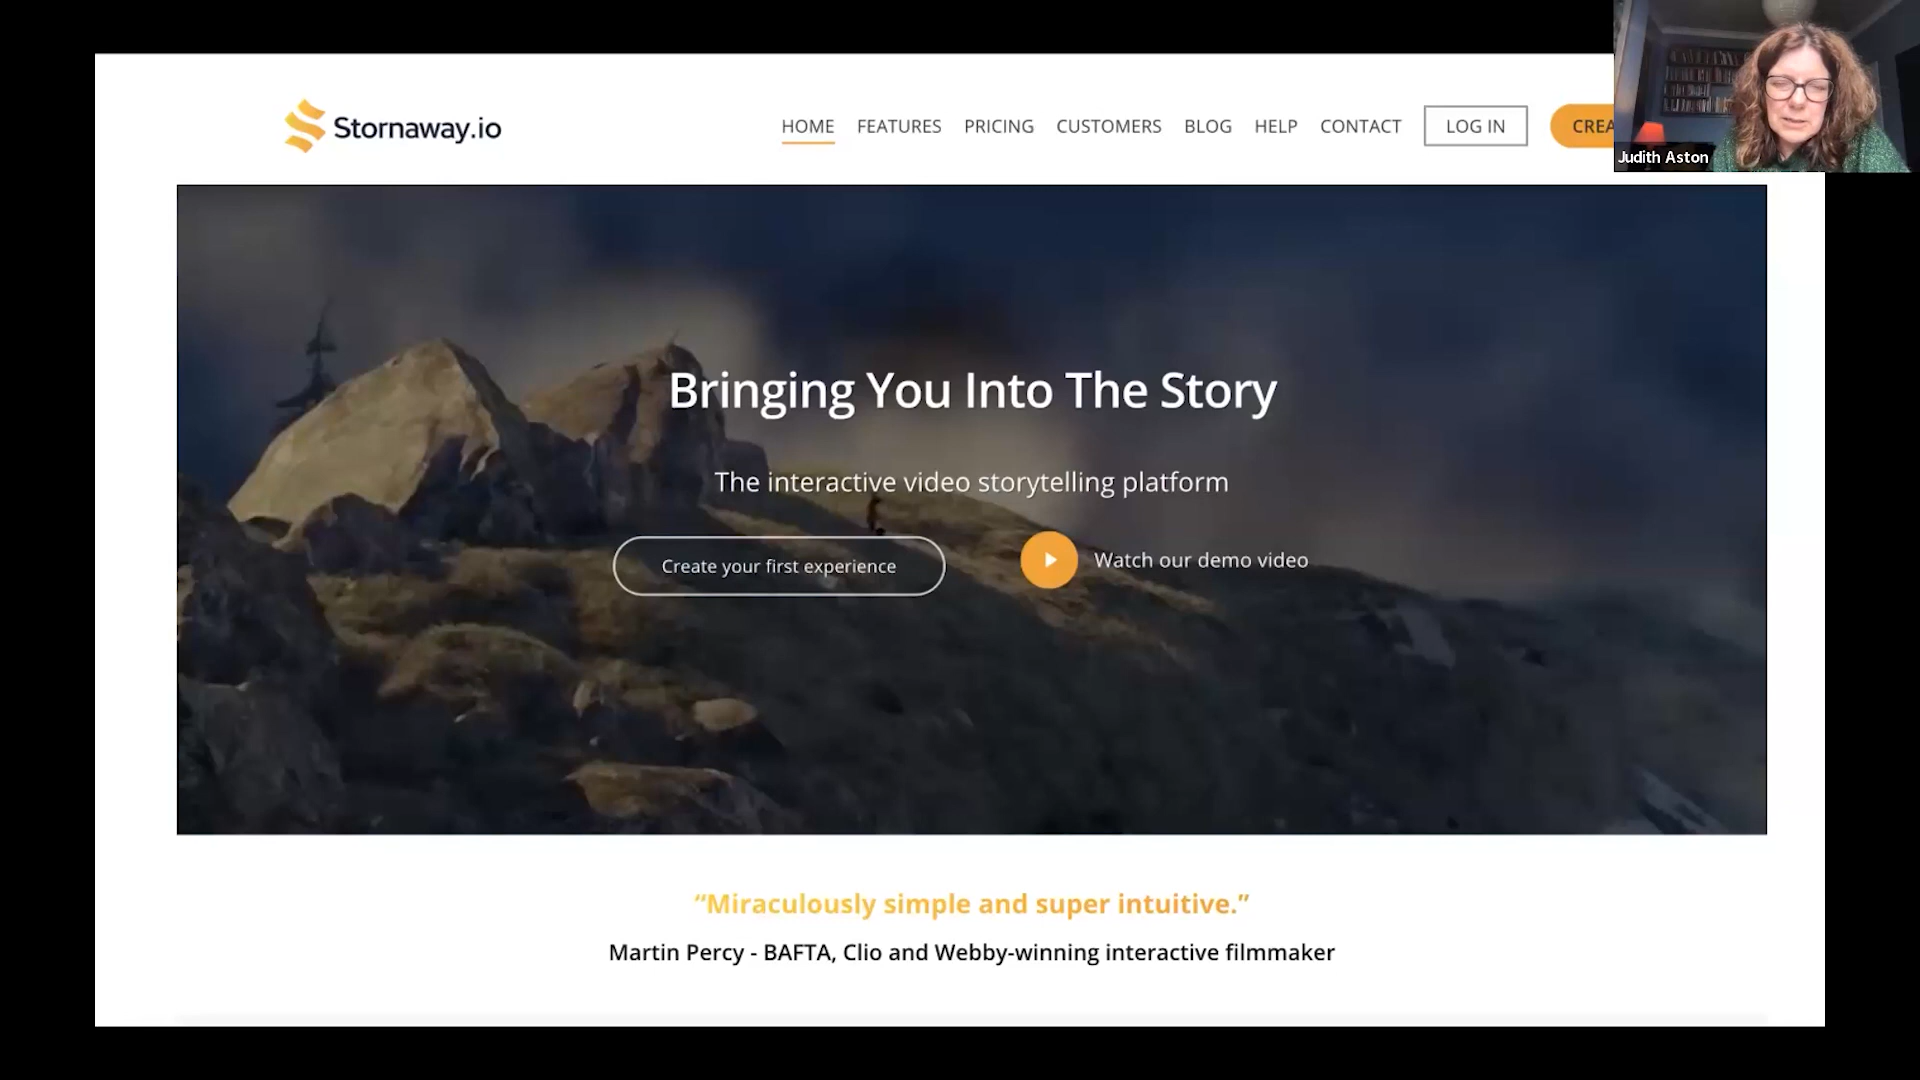 Stornaway.io
HOME FEATURES PRICING CUSTOMERS BLOG HELP CONTACT LOG IN CREA
Judith Aston
Bringing You Into The Story
The interactive video storytelling platform
Create your first experience
Watch our demo video
“Miraculously simple and super intuitive.”
Martin Percy - BAFTA, Clio and Webby-winning interactive filmmaker